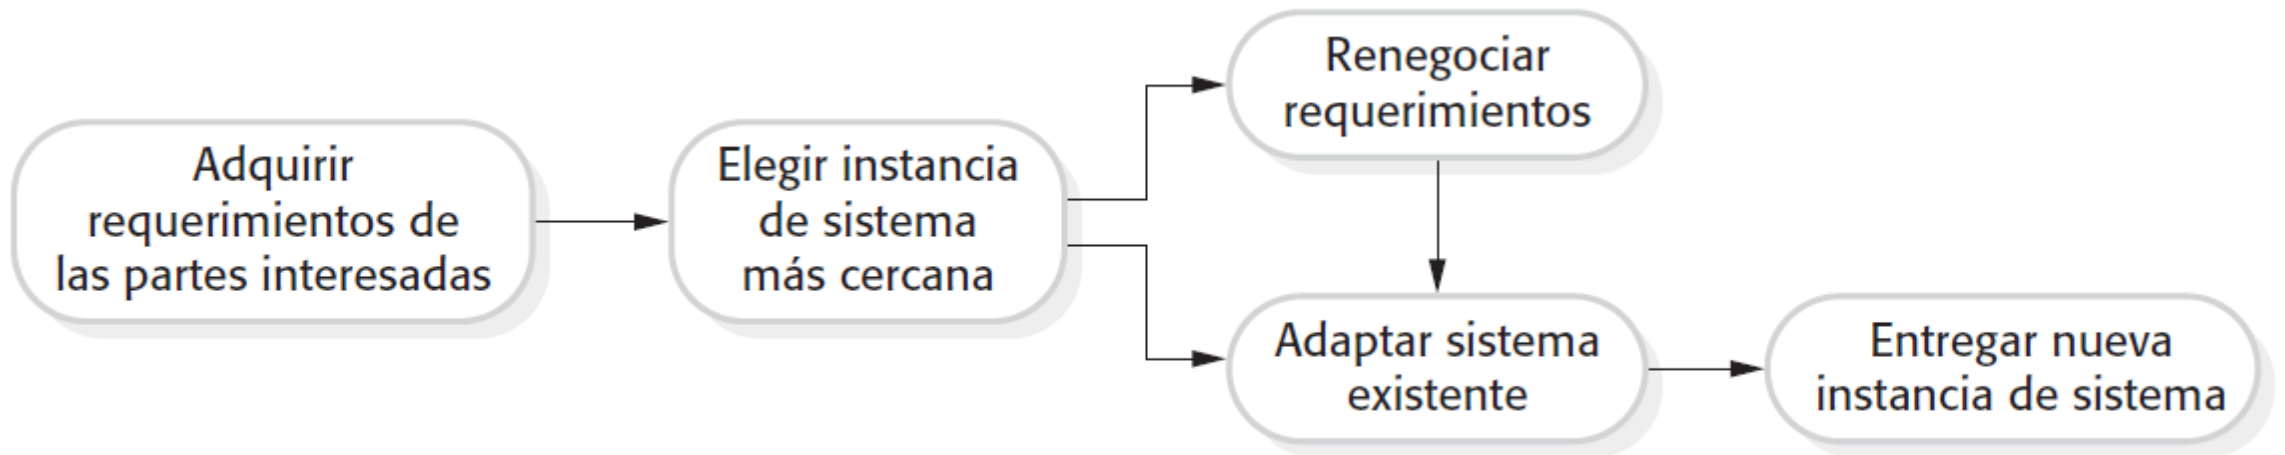 Adquirir
requerimientos de
las partes interesadas
Elegir instancia
de sistema
más cercana
Renegociar
requerimientos
Adaptar sistema
existente
Entregar nueva
instancia de sistema